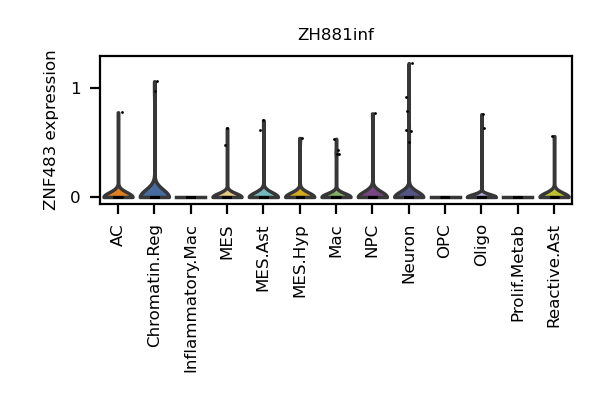 ZH881inf
ZNF483 expression
1
0
AC
Chromatin.Reg
Inflammatory.Mac
MES
MES.Ast
MES.Hyp
Mac
NPC
Neuron
OPC
Oligo
Prolif.Metab
Reactive.Ast